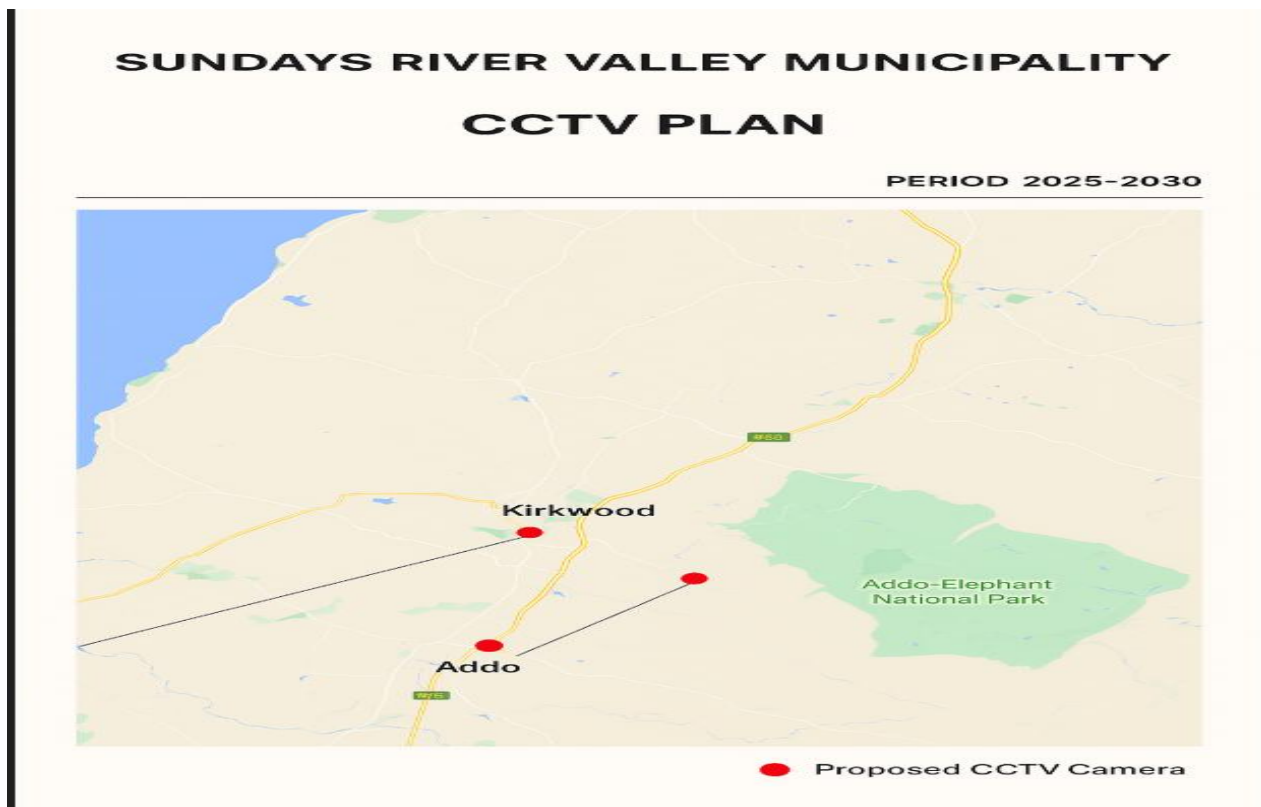 SUNDAYS RIVER VALLEY MUNICIPALITY
CCTV PLAN
PERIOD 2025-2030
Kirkwood
Addo-Elephant
National Park
Addo
Proposed CCTV Camera